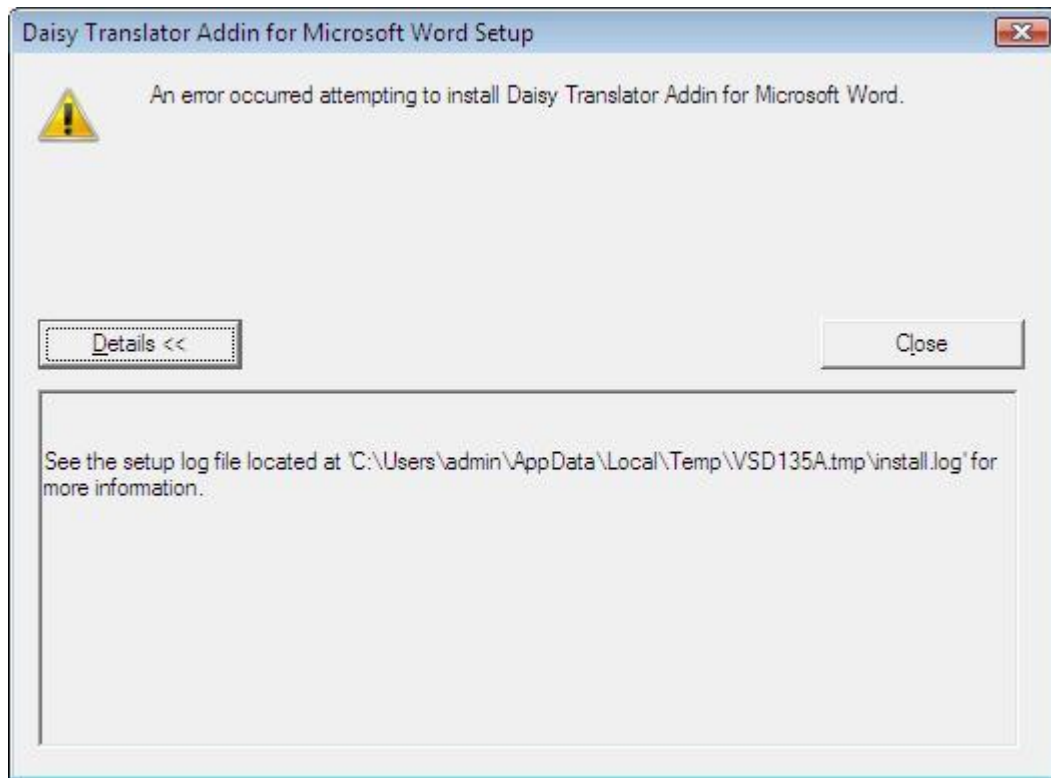 Daisy Translator Addin for Microsoft Word Setup
An error occurred attempting to install Daisy Translator Addin for Microsoft Word.
Details <<
Close
See the setup log file located at 'C:\Users\admin\AppData\Local\Temp\VSD135A.tmp\install.log' for
more information.